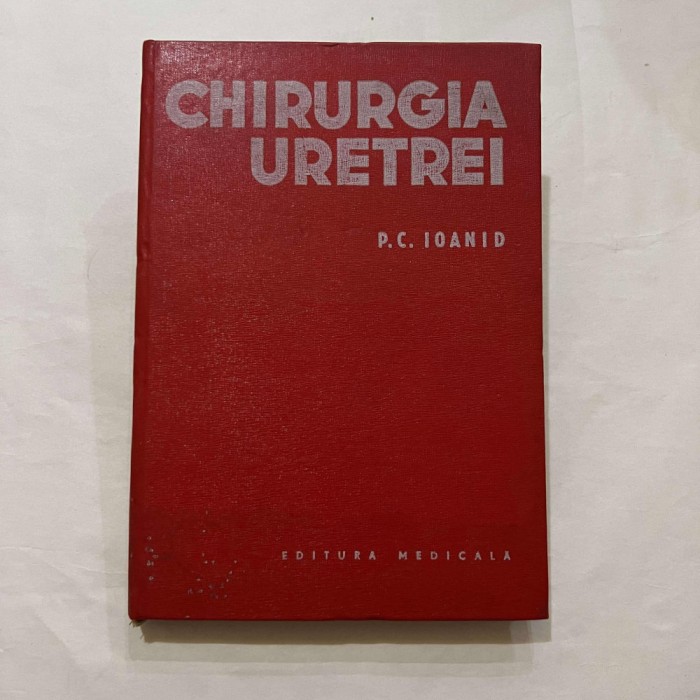 CHIRURGIA
URETREI
P.C. IOANID
EDITURA MEDICALĂ